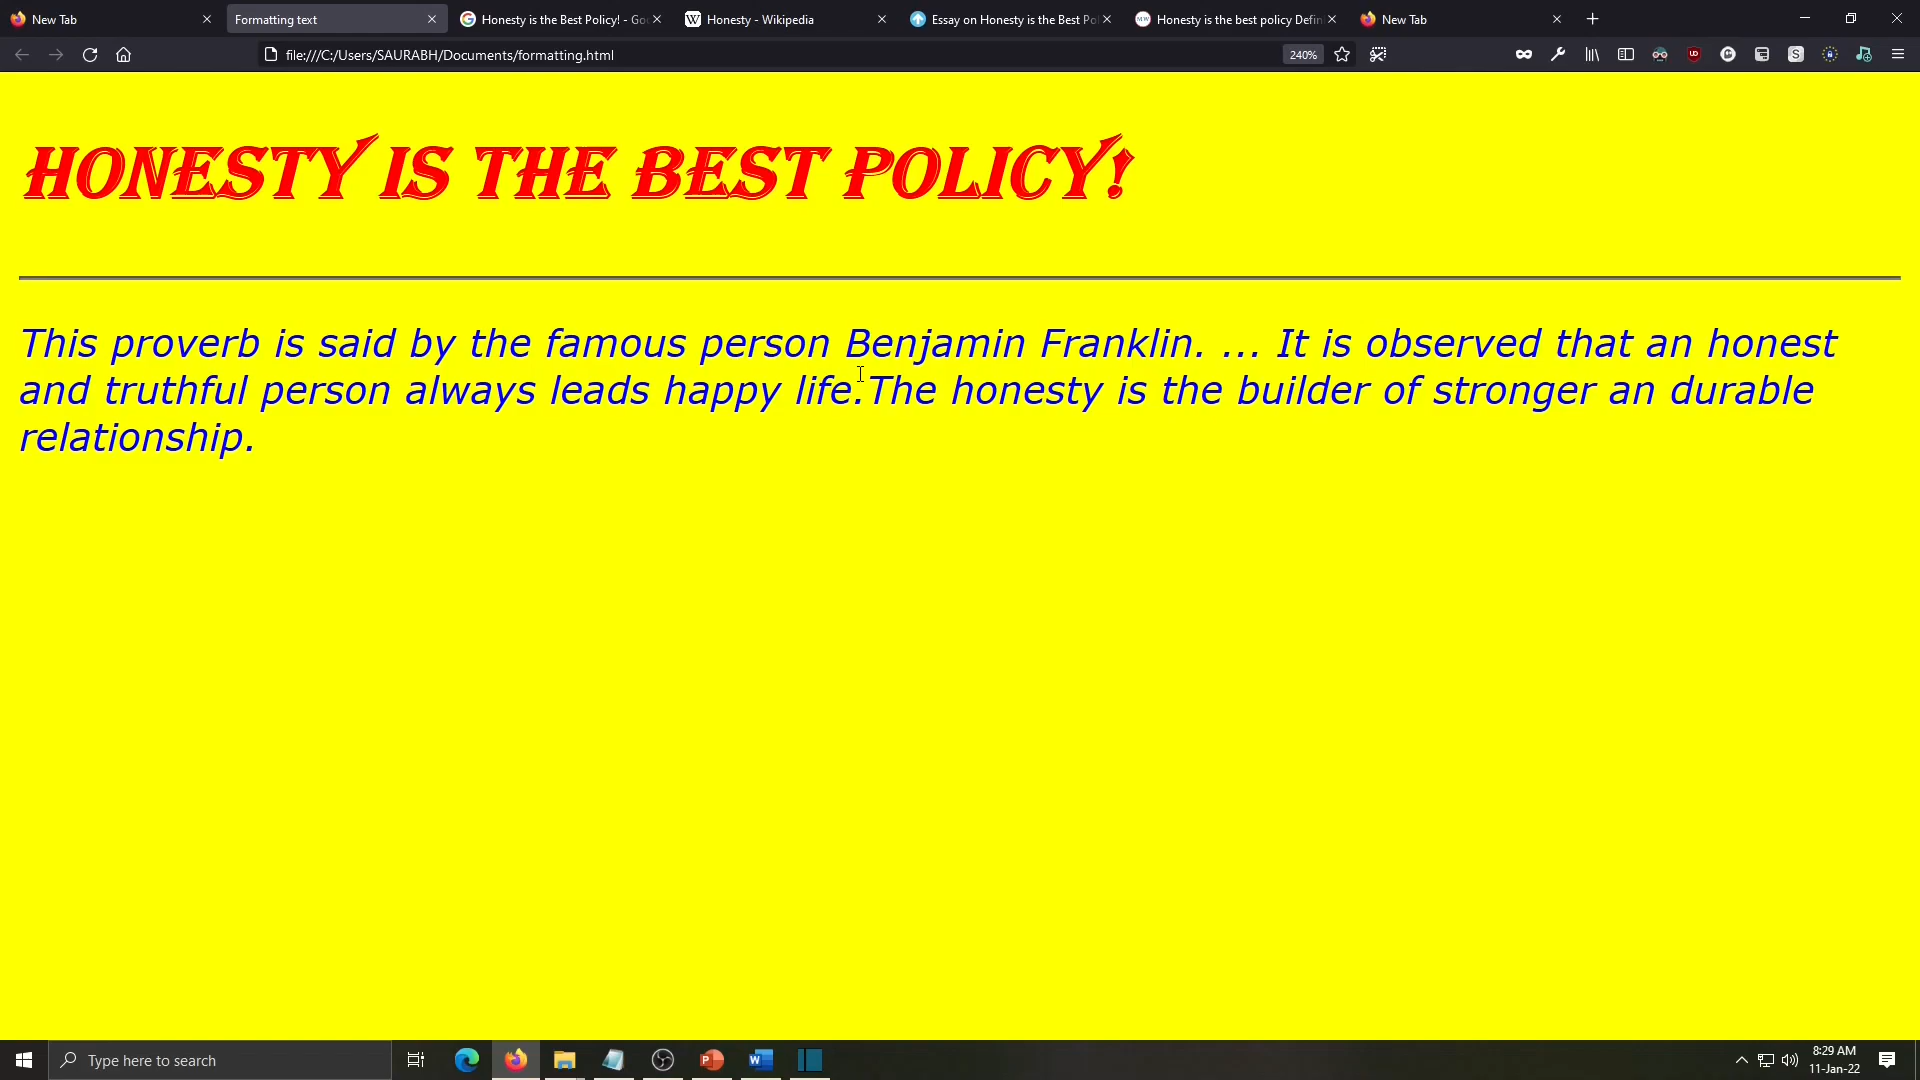 New Tab
Formatting text
Honesty is the Best Policy! - Goo
Honesty - Wikipedia
Essay on Honesty is the Best Pol
Honesty is the best policy Defin
New Tab
file:///C:/Users/SAURABH/Documents/formatting.html
240%
HONESTY IS THE BEST POLICY!
This proverb is said by the famous person Benjamin Franklin. ... It is observed that an honest
and truthful person always leads happy life.The honesty is the builder of stronger an durable
relationship.
Type here to search
8:29 AM
11-Jan-22